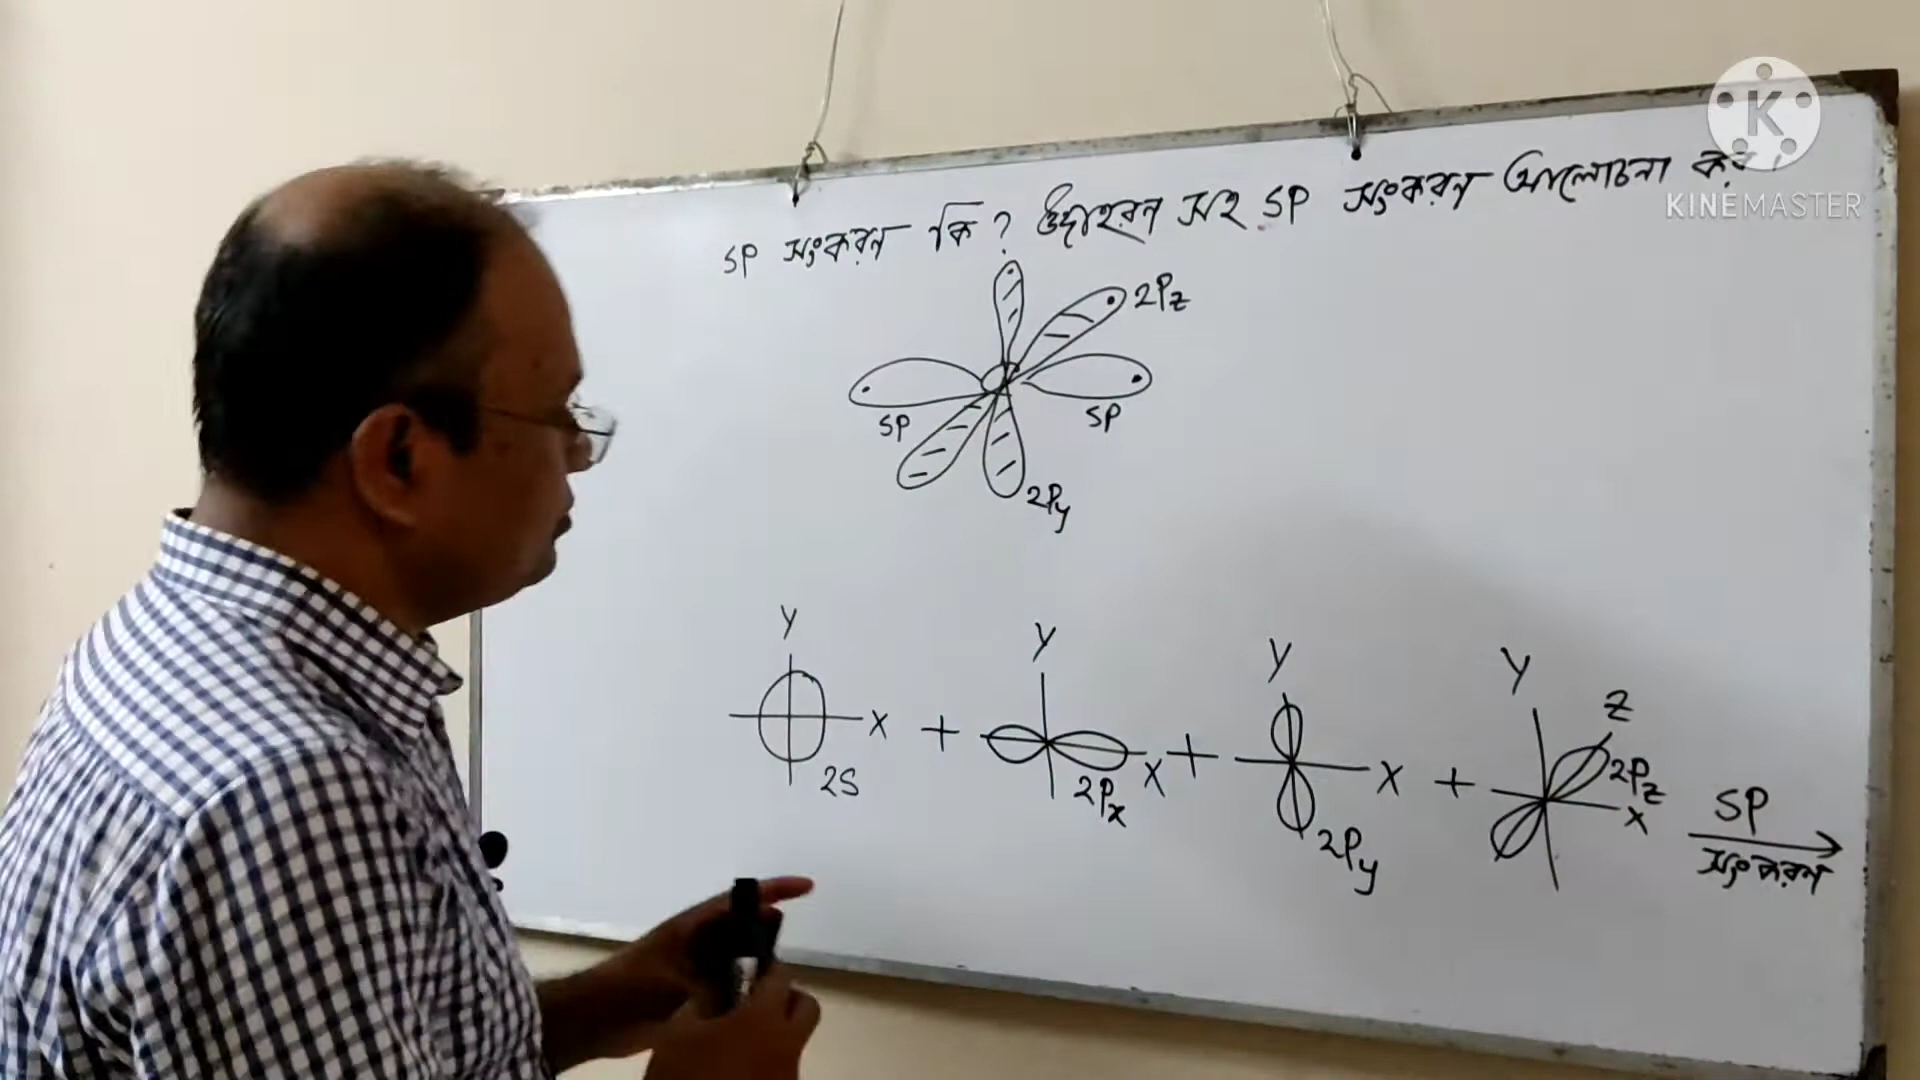 SP সংকরন কি ? উদাহরন সহ SP সংকরন আলোচনা কর।
KINEMASTER
2Pz
SP
SP
2Py
Y
X
2S
+
Y
X
2Px
+
Y
X
2Py
+
Y
Z
2Pz
X
SP
সংকরন